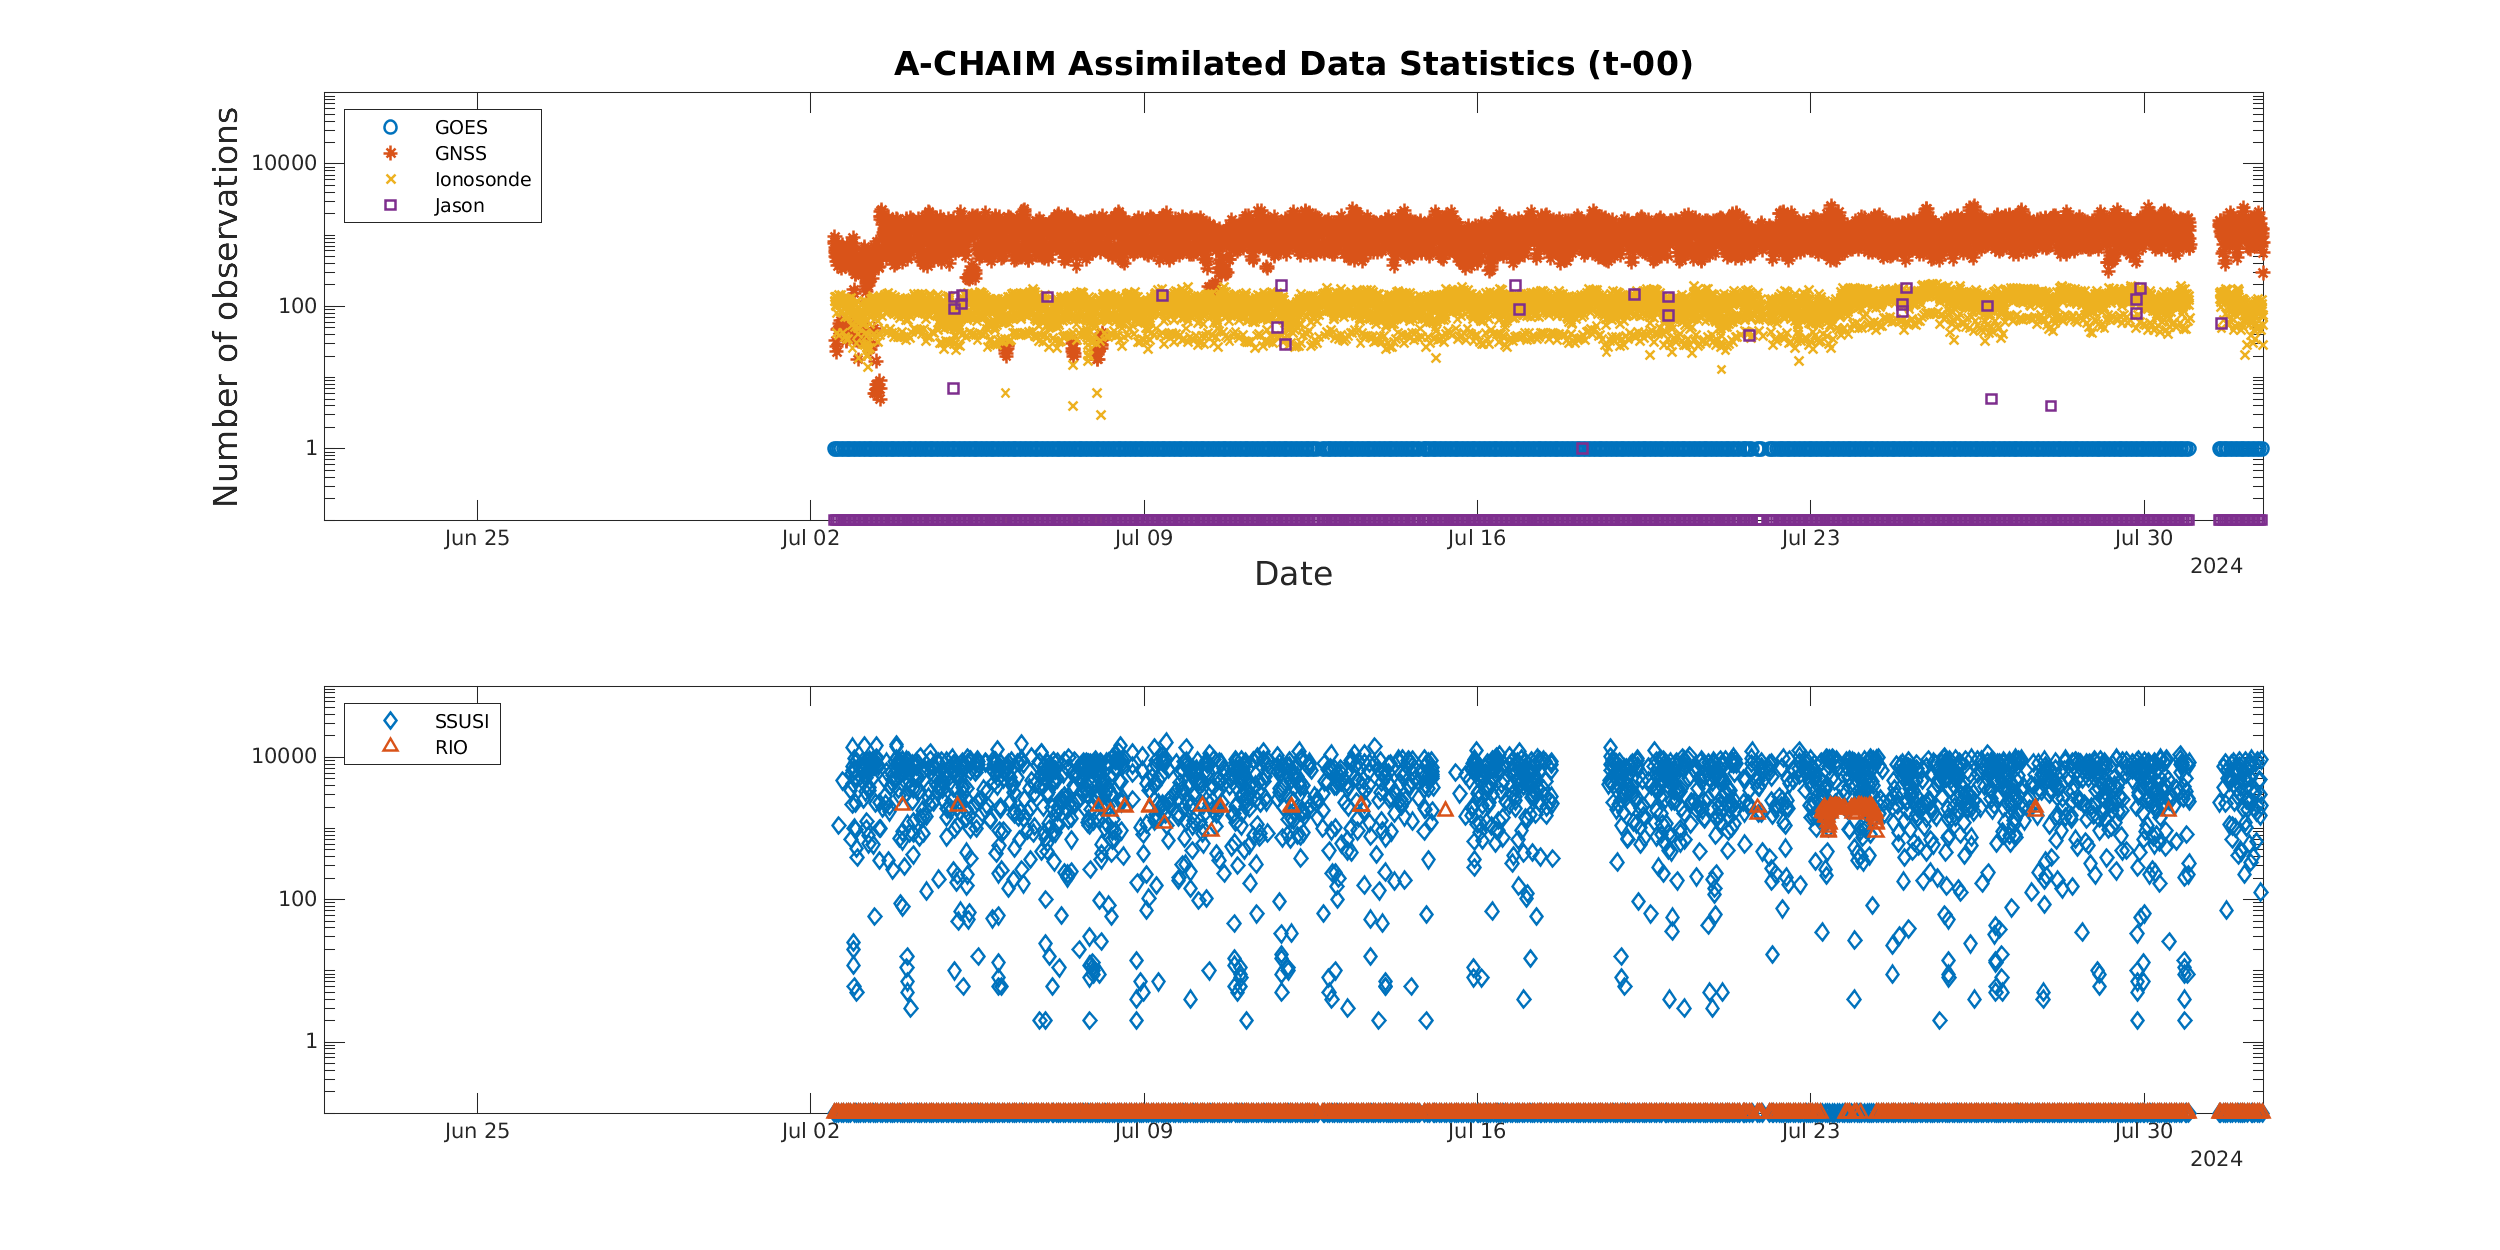 A-CHAIM Assimilated Data Statistics (t-00)
Number of observations
10000
100
1
GOES
GNSS
Ionosonde
Jason
Jun 25
Jul 02
Jul 09
Jul 16
Jul 23
Jul 30
2024
Date
10000
100
1
SSUSI
RIO
Jun 25
Jul 02
Jul 09
Jul 16
Jul 23
Jul 30
2024